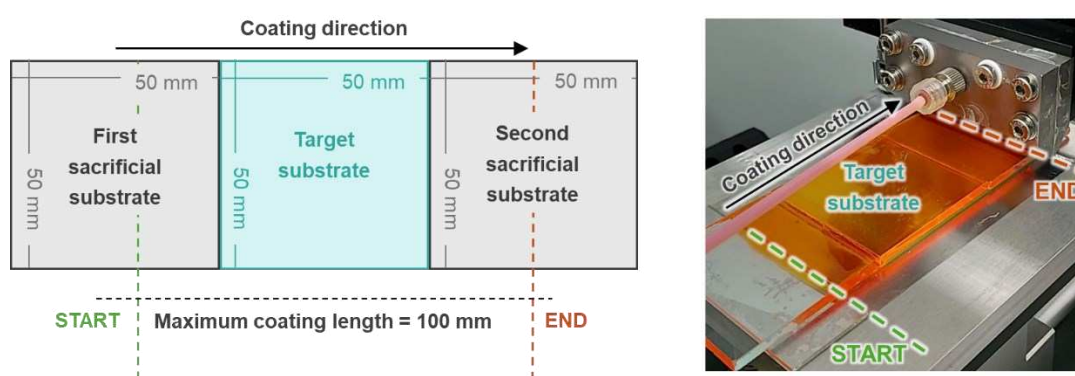 Coating direction
50 mm
50 mm
50 mm
First
sacrificial
substrate
Target
substrate
Second
sacrificial
substrate
50 mm
50 mm
50 mm
START
Maximum coating length = 100 mm
END
Coating direction
Target
substrate
END
START